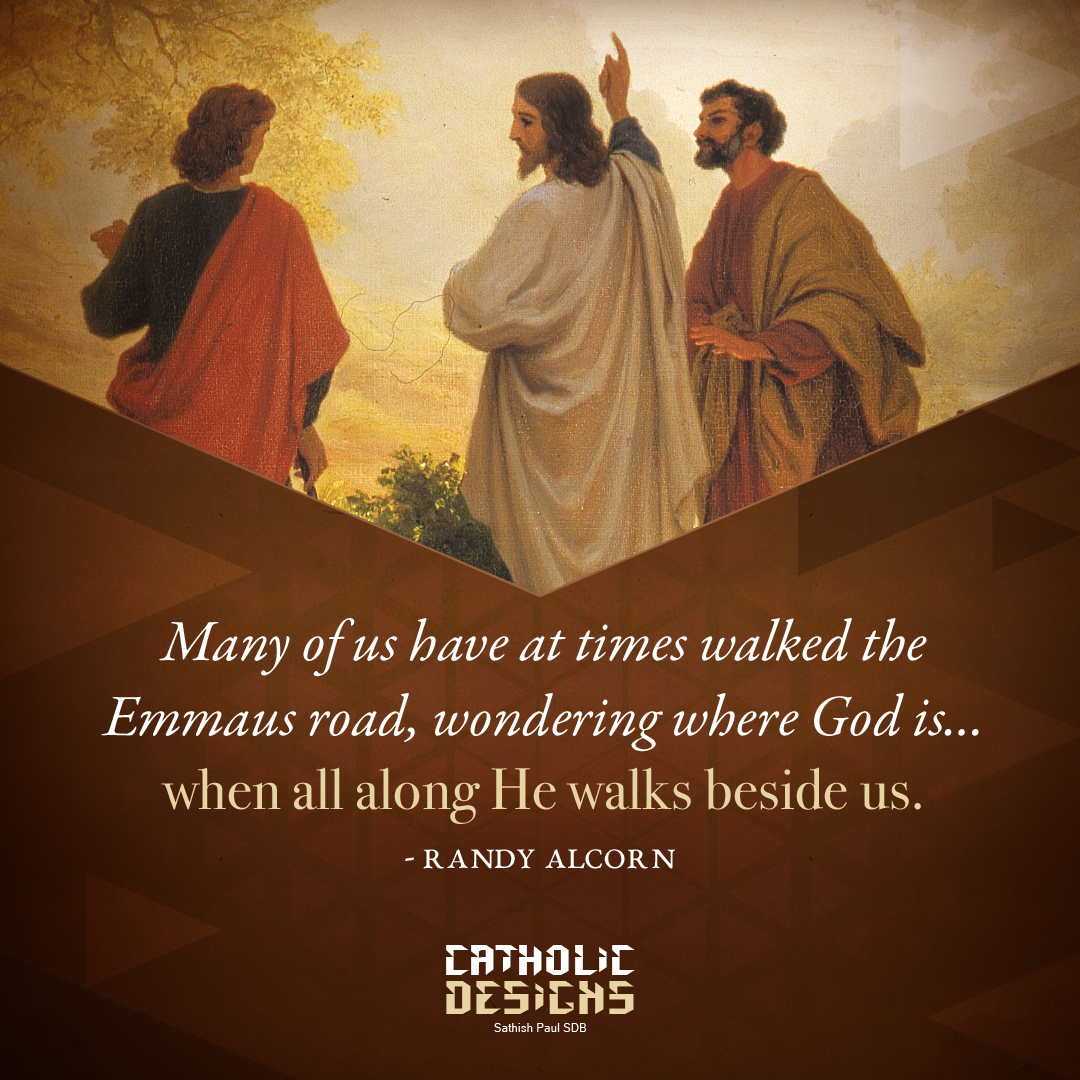 Many of us have at times walked the
Emmaus road, wondering where God is...
when all along He walks beside us.
- RANDY ALCORN
CATHOLIC
DESIGNS
Sathish Paul SDB